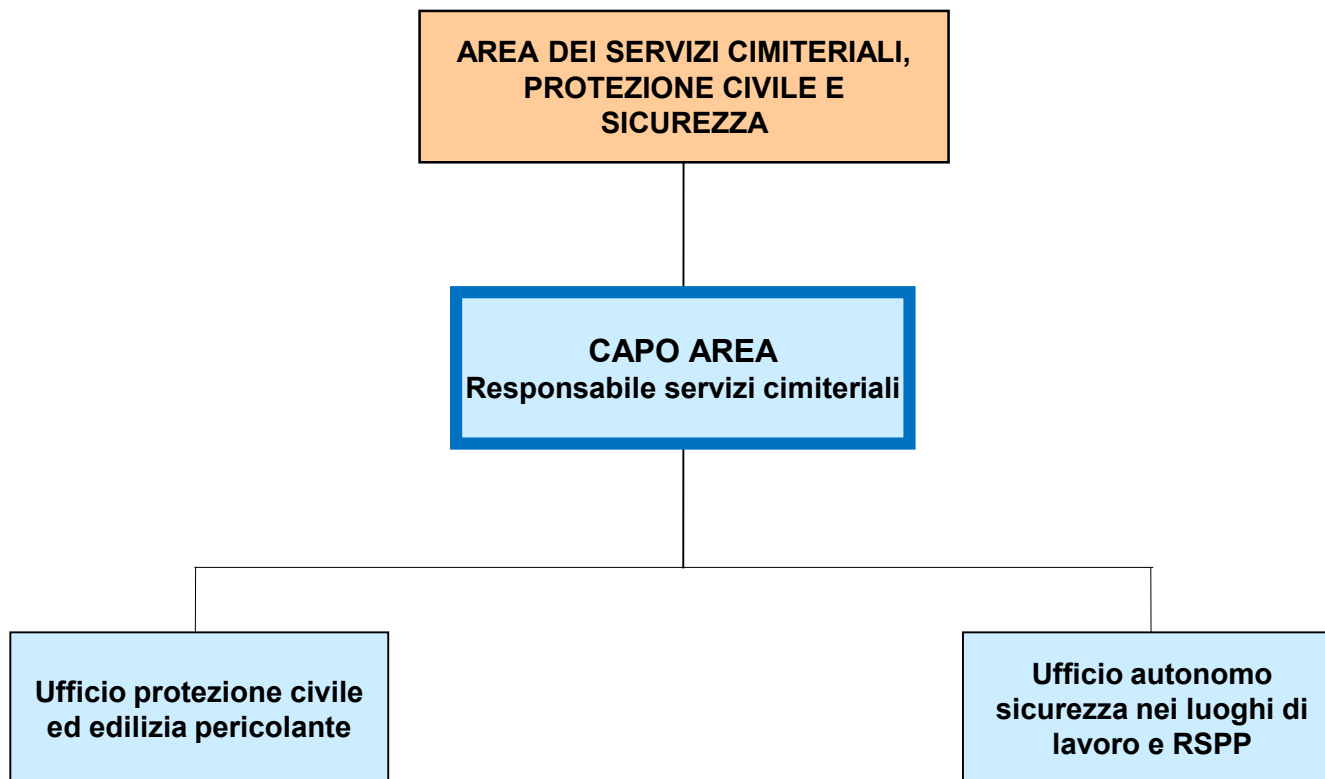 AREA DEI SERVIZI CIMITERIALI,
PROTEZIONE CIVILE E
SICUREZZA
CAPO AREA
Responsabile servizi cimiteriali
Ufficio protezione civile
ed edilizia pericolante
Ufficio autonomo
sicurezza nei luoghi di
lavoro e RSPP